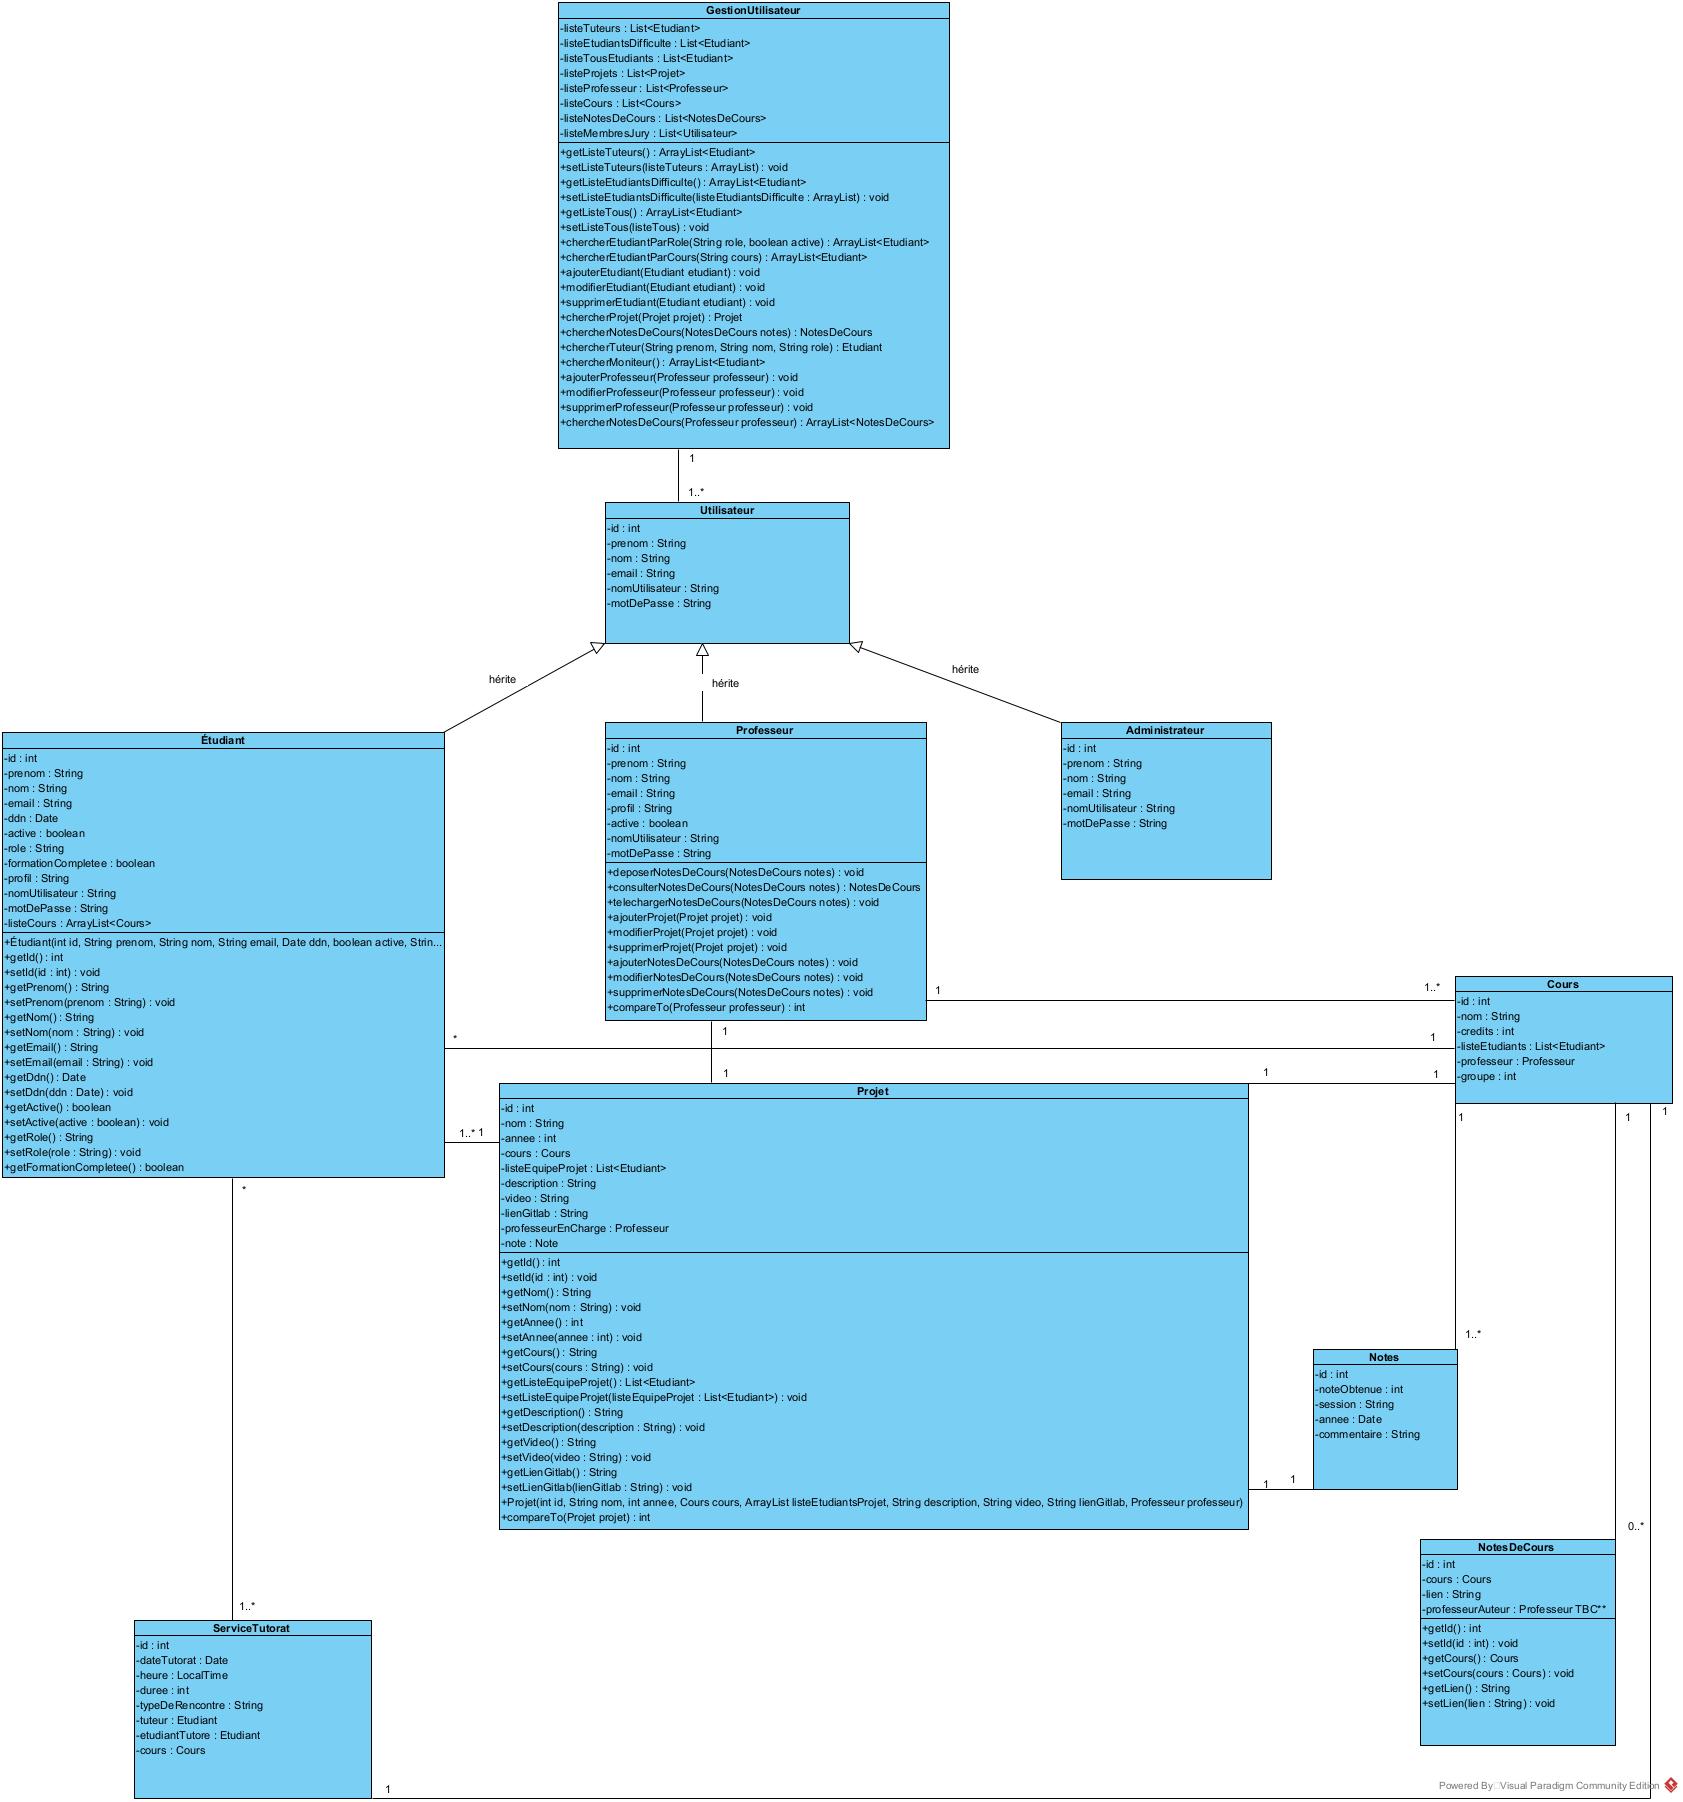 GestionUtilisateur
-listeTuteurs : List<Etudiant>
-listeEtudiantsDifficulte : List<Etudiant>
-listeTousEtudiants : List<Etudiant>
-listeProjets : List<Projet>
-listeProfesseur : List<Professeur>
-listeCours : List<Cours>
-listeNotesDeCours : List<NotesDeCours>
-listeMembresJury : List<Utilisateur>
+getListeTuteurs() : ArrayList<Etudiant>
+setListeTuteurs(listeTuteurs : ArrayList) : void
+getListeEtudiantsDifficulte() : ArrayList<Etudiant>
+setListeEtudiantsDifficulte(listeEtudiantsDifficulte : ArrayList) : void
+getListeTous() : ArrayList<Etudiant>
+setListeTous(listeTous) : void
+chercherEtudiantParRole(String role, boolean active) : ArrayList<Etudiant>
+chercherEtudiantParCours(String cours) : ArrayList<Etudiant>
+ajouterEtudiant(Etudiant etudiant) : void
+modifierEtudiant(Etudiant etudiant) : void
+supprimerEtudiant(Etudiant etudiant) : void
+chercherProjet(Projet projet) : Projet
+chercherNotesDeCours(NotesDeCours notes) : NotesDeCours
+chercherTuteur(String prenom, String nom, String role) : Etudiant
+chercherMoniteur() : ArrayList<Etudiant>
+ajouterProfesseur(Professeur professeur) : void
+modifierProfesseur(Professeur professeur) : void
+supprimerProfesseur(Professeur professeur) : void
+chercherNotesDeCours(Professeur professeur) : ArrayList<NotesDeCours>
1
1..*
Utilisateur
-id : int
-prenom : String
-nom : String
-email : String
-nomUtilisateur : String
-motDePasse : String
hérite
hérite
hérite
Étudiant
-id : int
-prenom : String
-nom : String
-email : String
-ddn : Date
-active : boolean
-role : String
-formationCompletee : boolean
-profil : String
-nomUtilisateur : String
-motDePasse : String
-listeCours : ArrayList<Cours>
+Étudiant(int id, String prenom, String nom, String email, Date ddn, boolean active, Strin...
+getId() : int
+setId(id : int) : void
+getPrenom() : String
+setPrenom(prenom : String) : void
+getNom() : String
+setNom(nom : String) : void
+getEmail() : String
+setEmail(email : String) : void
+getDdn() : Date
+setDdn(ddn : Date) : void
+getActive() : boolean
+setActive(active : boolean) : void
+getRole() : String
+setRole(role : String) : void
+getFormationCompletee() : boolean
Professeur
-id : int
-prenom : String
-nom : String
-email : String
-profil : String
-active : boolean
-nomUtilisateur : String
-motDePasse : String
+deposerNotesDeCours(NotesDeCours notes) : void
+consulterNotesDeCours(NotesDeCours notes) : NotesDeCours
+telechargerNotesDeCours(NotesDeCours notes) : void
+ajouterProjet(Projet projet) : void
+modifierProjet(Projet projet) : void
+supprimerProjet(Projet projet) : void
+ajouterNotesDeCours(NotesDeCours notes) : void
+modifierNotesDeCours(NotesDeCours notes) : void
+supprimerNotesDeCours(NotesDeCours notes) : void
+compareTo(Professeur professeur) : int
Administrateur
-id : int
-prenom : String
-nom : String
-email : String
-nomUtilisateur : String
-motDePasse : String
1
1..*
Cours
-id : int
-nom : String
-credits : int
-listeEtudiants : List<Etudiant>
-professeur : Professeur
-groupe : int
*
1
1
1
1
1
1..*
1
1
1
1
Projet
-id : int
-nom : String
-annee : int
-cours : Cours
-listeEquipeProjet : List<Etudiant>
-description : String
-video : String
-lienGitlab : String
-professeurEnCharge : Professeur
-note : Note
+getId() : int
+setId(id : int) : void
+getNom() : String
+setNom(nom : String) : void
+getAnnee() : int
+setAnnee(annee : int) : void
+getCours() : String
+setCours(cours : String) : void
+getListeEquipeProjet() : List<Etudiant>
+setListeEquipeProjet(listeEquipeProjet : List<Etudiant>) : void
+getDescription() : String
+setDescription(description : String) : void
+getVideo() : String
+setVideo(video : String) : void
+getLienGitlab() : String
+setLienGitlab(lienGitlab : String) : void
+Projet(int id, String nom, int annee, Cours cours, ArrayList listeEtudiantsProjet, String description, String video, String lienGitlab, Professeur professeur)
+compareTo(Projet projet) : int
1..*
Notes
-id : int
-noteObtenue : int
-session : String
-annee : Date
-commentaire : String
1
1
0..*
NotesDeCours
-id : int
-cours : Cours
-lien : String
-professeurAuteur : Professeur TBC**
+getId() : int
+setId(id : int) : void
+getCours() : Cours
+setCours(cours : Cours) : void
+getLien() : String
+setLien(lien : String) : void
*
1..*
ServiceTutorat
-id : int
-dateTutorat : Date
-heure : LocalTime
-duree : int
-typeDeRencontre : String
-tuteur : Etudiant
-etudiantTutore : Etudiant
-cours : Cours
1
Powered By Visual Paradigm Community Edition